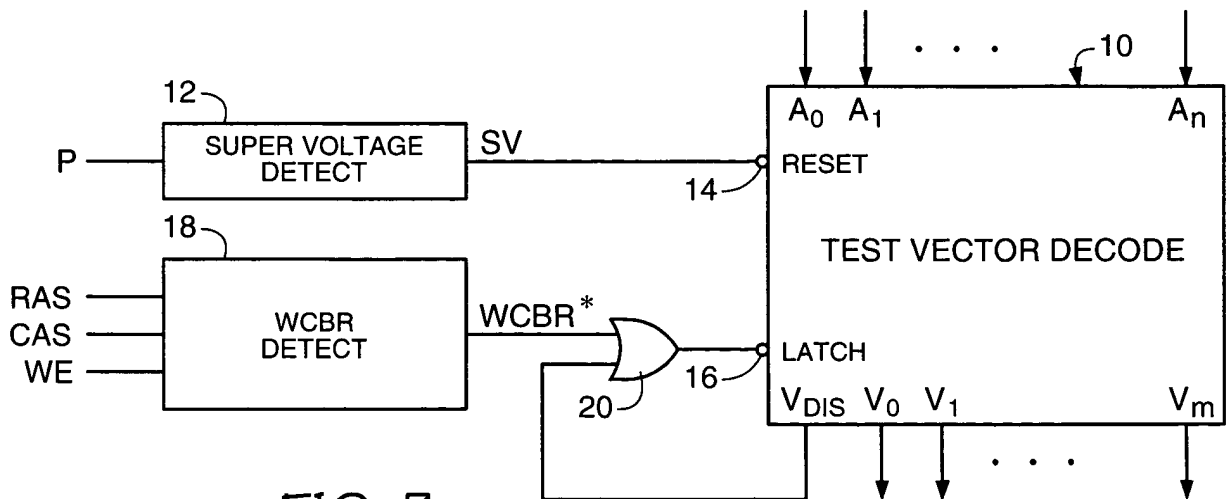 10
A₀ A₁ Aₙ
12
SUPER VOLTAGE
DETECT
P
SV
14
RESET
TEST VECTOR DECODE
18
RAS
CAS
WE
WCBR
DETECT
WCBR*
20
16
LATCH
V_DIS V₀ V₁ Vₘ